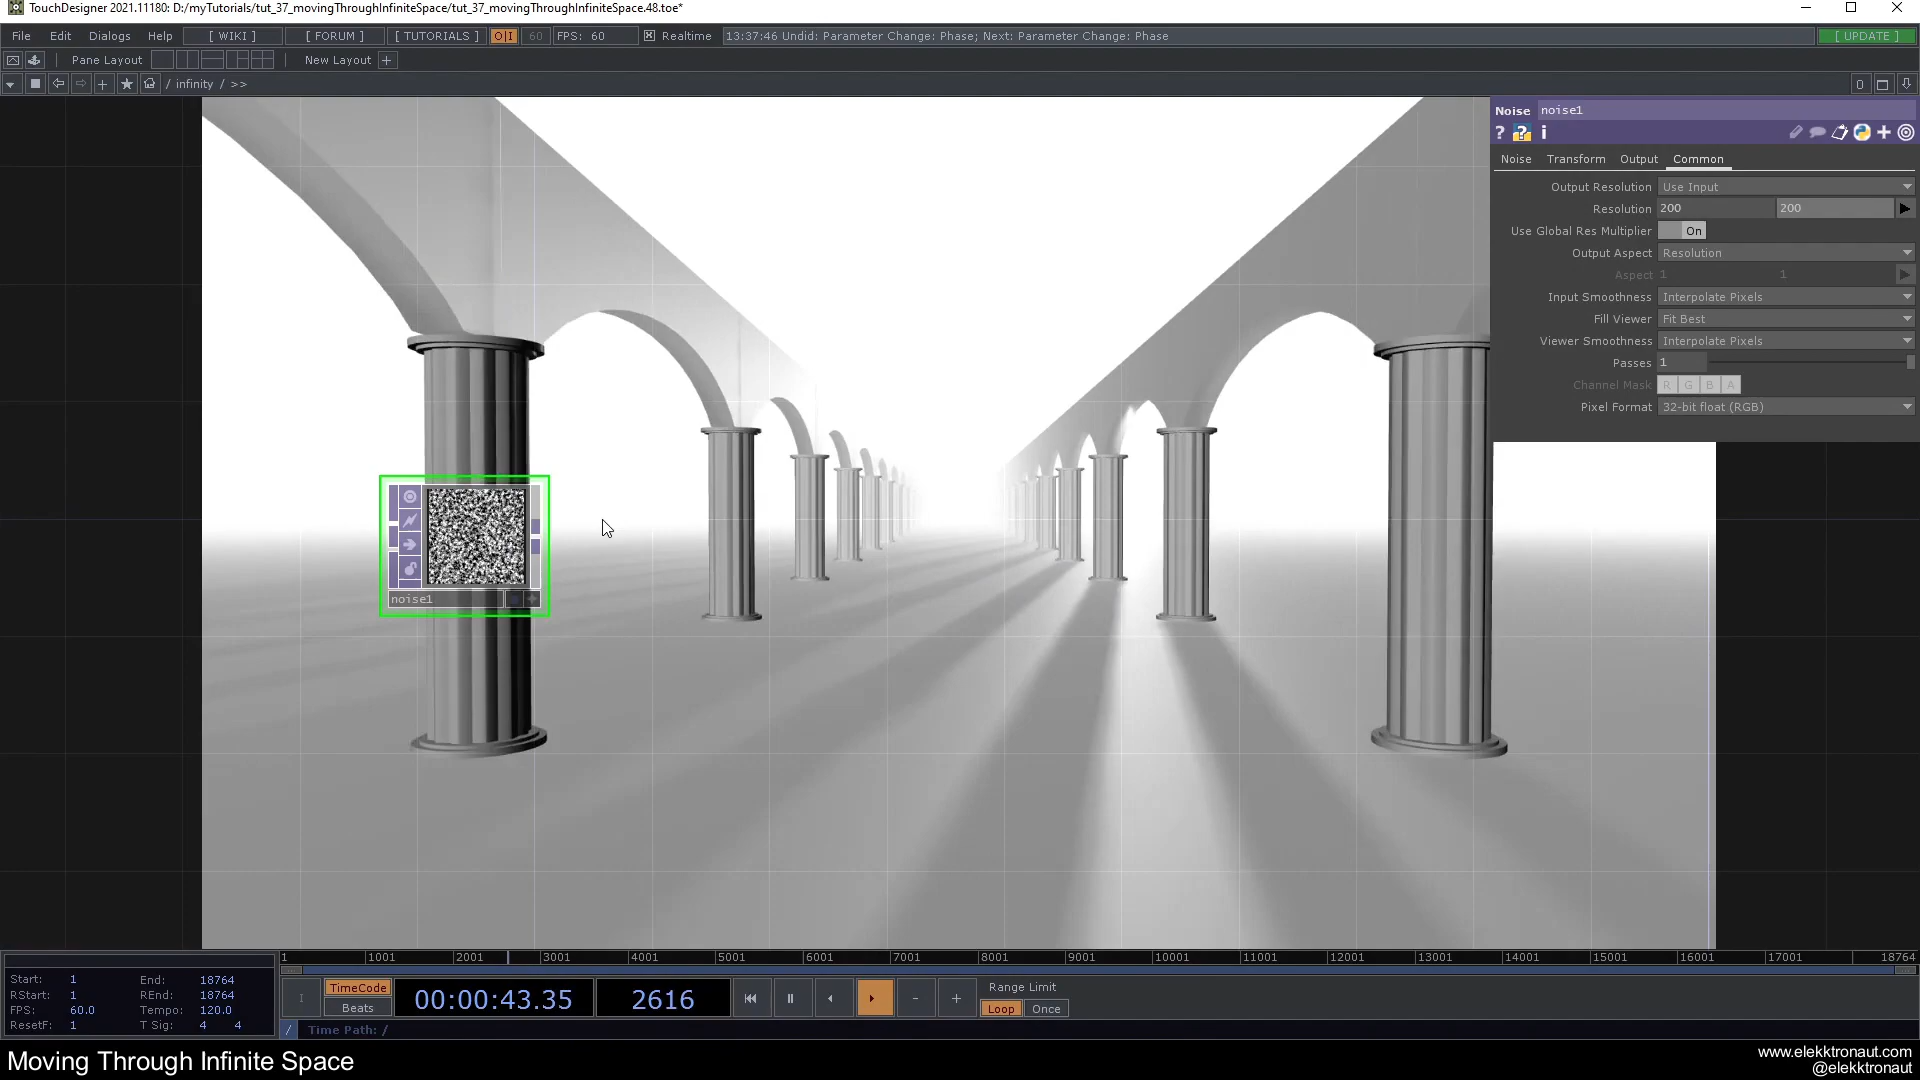 TouchDesigner 2021.11180: D:/myTutorials/tut_37_movingThroughInfiniteSpace/tut_37_movingThroughInfiniteSpace.48.toe*
File Edit Dialogs Help [ WIKI ] [ FORUM ] [ TUTORIALS ] O|I 60 FPS: 60 Realtime 13:37:46 Undid: Parameter Change: Phase; Next: Parameter Change: Phase [ UPDATE ]
Pane Layout New Layout +
/ infinity / >> 0
Noise noise1
? ? i
Noise Transform Output Common
Output Resolution Use Input
Resolution 200 200
Use Global Res Multiplier On
Output Aspect Resolution
Aspect 1 1
Input Smoothness Interpolate Pixels
Fill Viewer Fit Best
Viewer Smoothness Interpolate Pixels
Passes 1
Channel Mask R G B A
Pixel Format 32-bit float (RGB)
noise1
1 1001 2001 3001 4001 5001 6001 7001 8001 9001 10001 11001 12001 13001 14001 15001 16001 17001 18764
Start: 1 End: 18764
RStart: 1 REnd: 18764
FPS: 60.0 Tempo: 120.0
ResetF: 1 T Sig: 4 4
I TimeCode Beats 00:00:43.35 2616 - + Range Limit
Loop Once
/ Time Path: /
Moving Through Infinite Space
www.elekktronaut.com
@elekktronaut